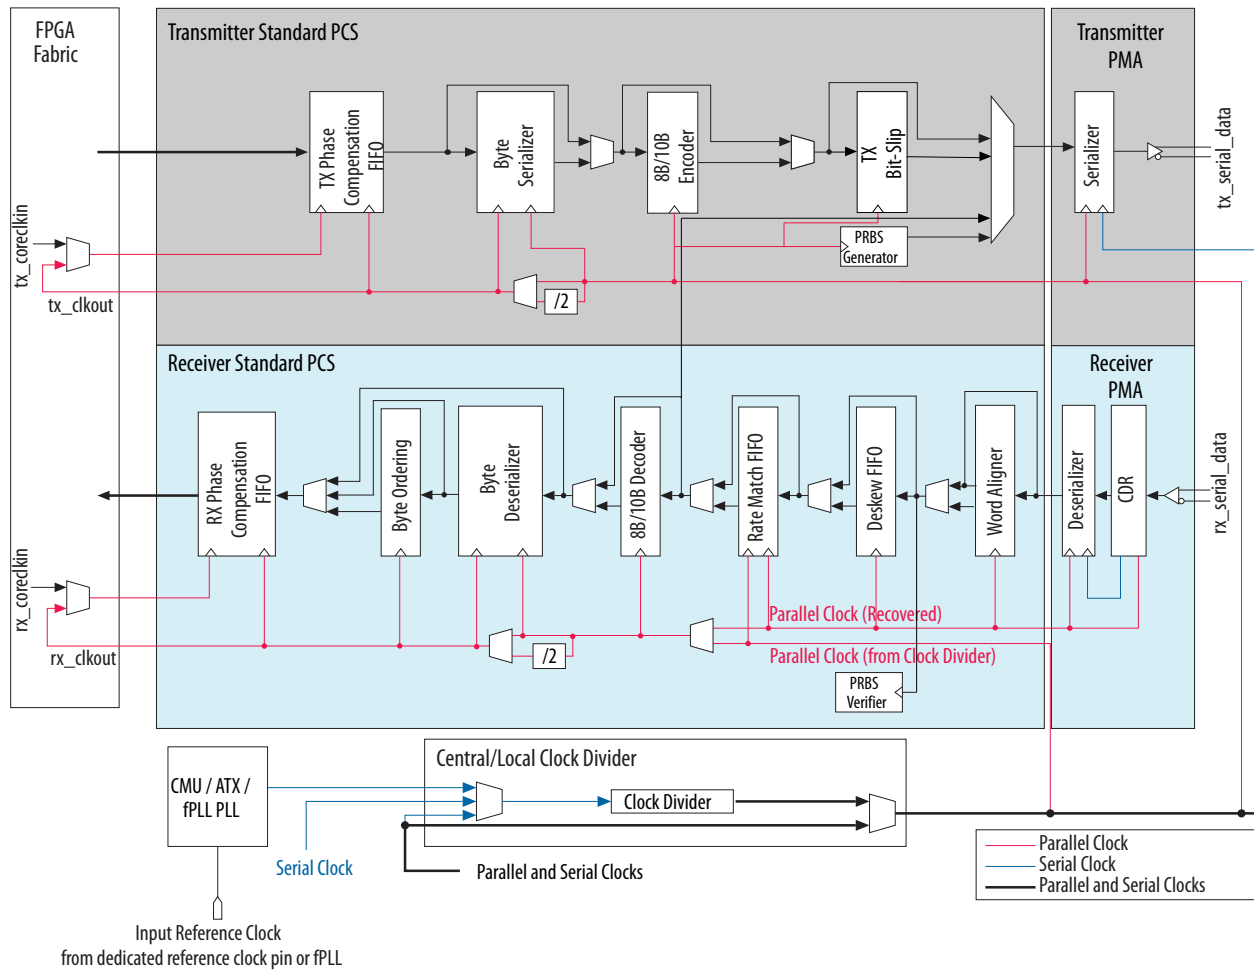 FPGA
Fabric
Transmitter Standard PCS
Transmitter
PMA
TX Phase
Compensation
FIFO
Byte
Serializer
8B/10B
Encoder
TX
Bit-Slip
Serializer
tx_serial_data
PRBS
Generator
tx_coreclkin
tx_clkout
/2
Receiver Standard PCS
Receiver
PMA
RX Phase
Compensation
FIFO
Byte Ordering
Byte
Deserializer
8B/10B Decoder
Rate Match FIFO
Deskew FIFO
Word Aligner
Deserializer
CDR
rx_serial_data
rx_coreclkin
rx_clkout
/2
Parallel Clock (Recovered)
Parallel Clock (from Clock Divider)
PRBS
Verifier
CMU / ATX /
fPLL PLL
Central/Local Clock Divider
Clock Divider
Serial Clock
Parallel and Serial Clocks
Parallel Clock
Serial Clock
Parallel and Serial Clocks
Input Reference Clock
from dedicated reference clock pin or fPLL